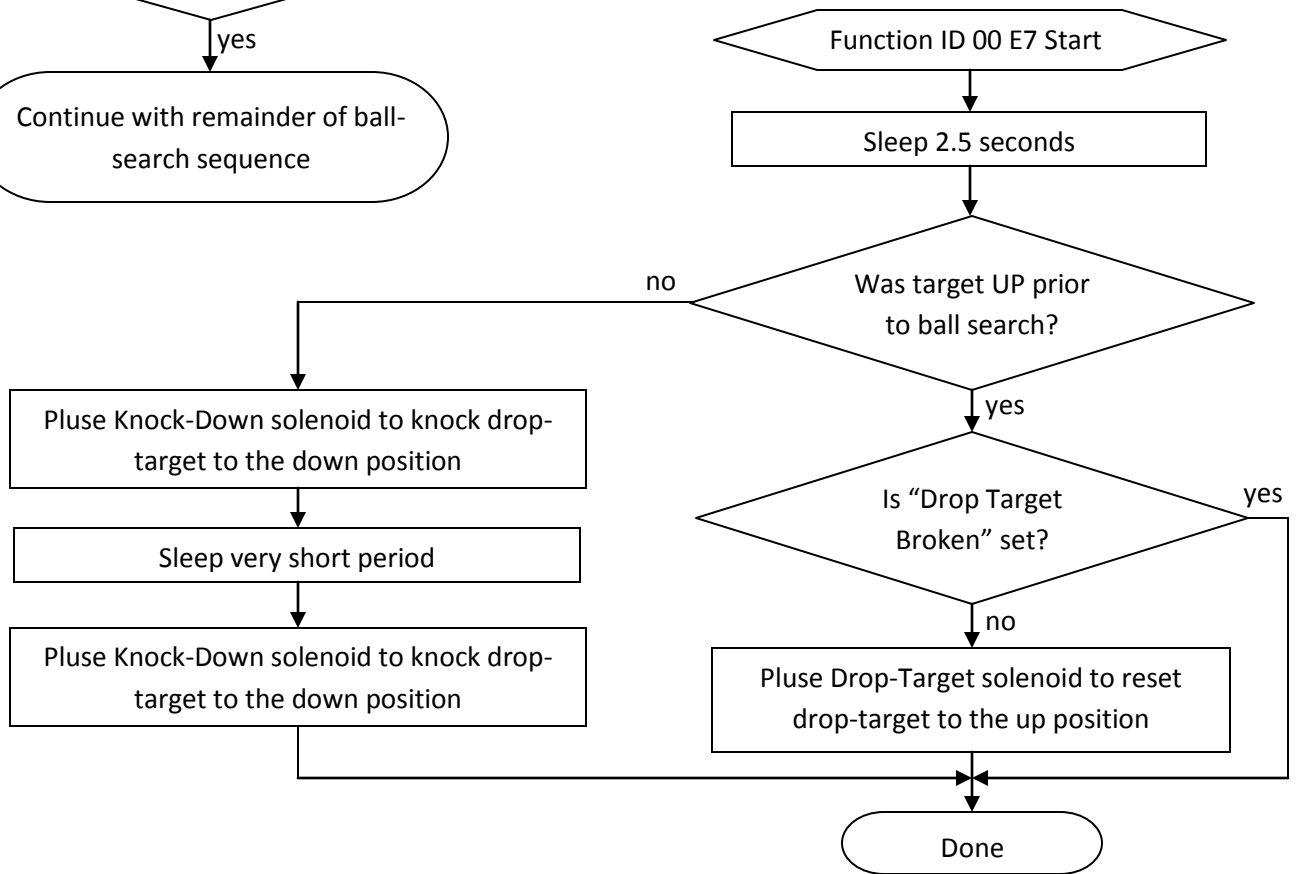 yes
Continue with remainder of ball-
search sequence
Function ID 00 E7 Start
Sleep 2.5 seconds
Was target UP prior
to ball search?
no
yes
Pluse Knock-Down solenoid to knock drop-
target to the down position
Sleep very short period
Pluse Knock-Down solenoid to knock drop-
target to the down position
Is “Drop Target
Broken” set?
yes
no
Pluse Drop-Target solenoid to reset
drop-target to the up position
Done